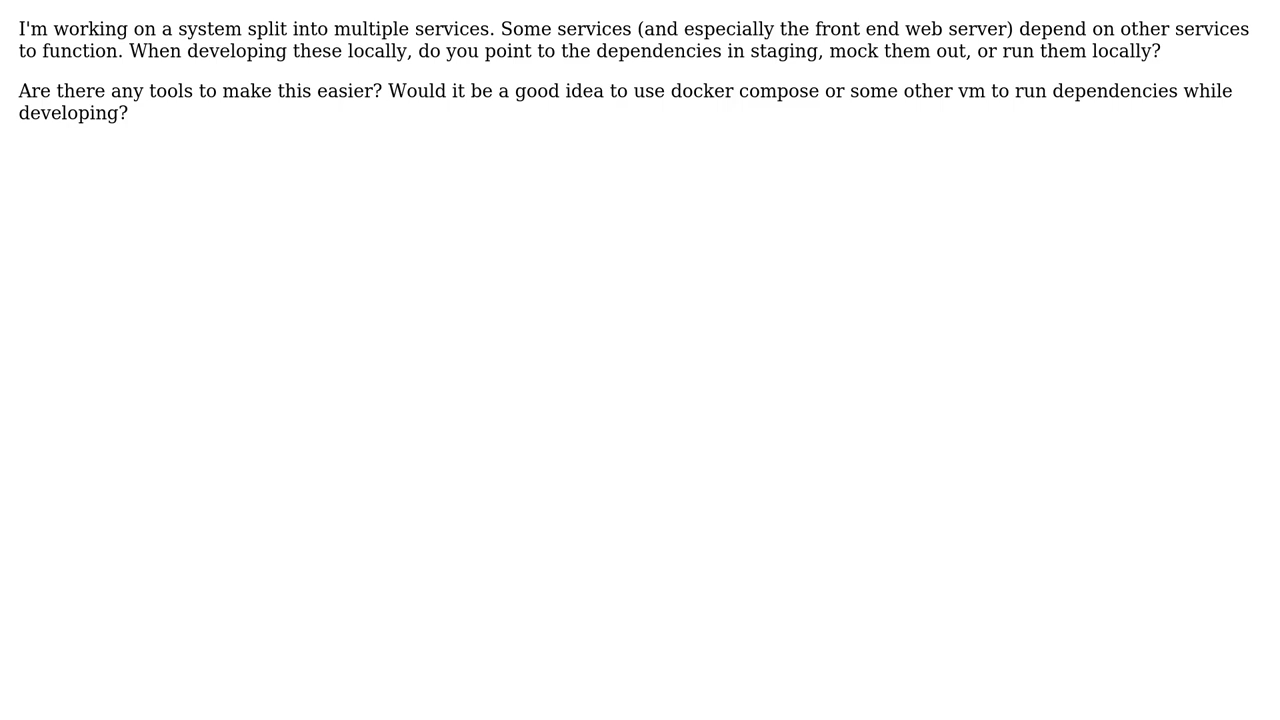 I'm working on a system split into multiple services. Some services (and especially the front end web server) depend on other services
to function. When developing these locally, do you point to the dependencies in staging, mock them out, or run them locally?
Are there any tools to make this easier? Would it be a good idea to use docker compose or some other vm to run dependencies while
developing?